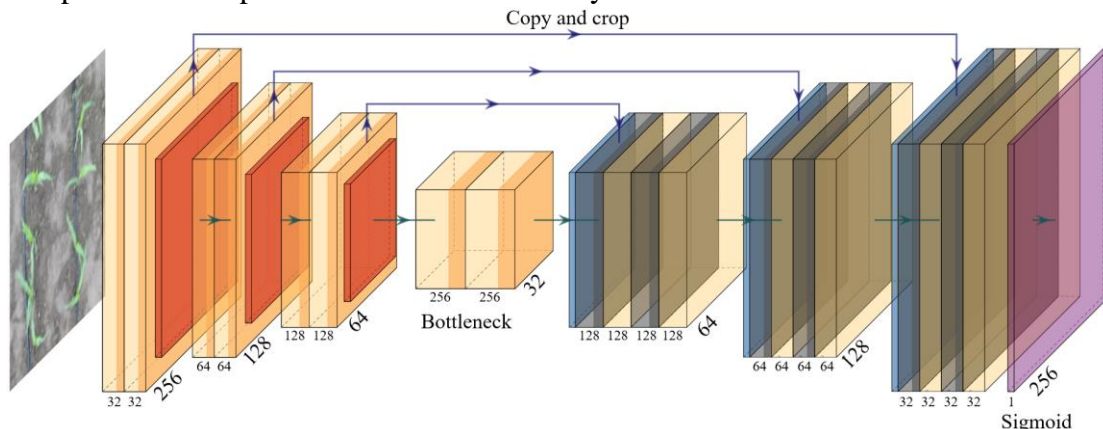 Copy and crop
32 32
256
64 64
128
128 128
64
256 256
32
Bottleneck
128 128 128 128
64
64 64 64 64
128
32 32 32 32
1
256
Sigmoid